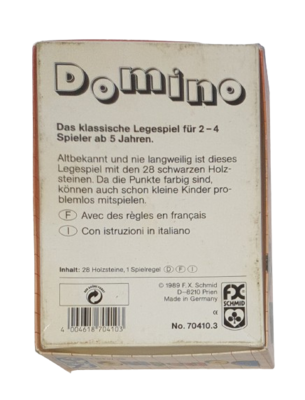 Domino
Das klassische Legespiel für 2–4
Spieler ab 5 Jahren.
Altbekannt und nie langweilig ist dieses
Legespiel mit den 28 schwarzen Holz-
steinen. Da die Punkte farbig sind,
können auch schon kleine Kinder pro-
blemlos mitspielen.
F Avec des règles en français
I Con istruzioni in italiano
Inhalt: 28 Holzsteine, 1 Spielregel D F I
© 1989 F.X. Schmid
D-8210 Prien
Made in Germany
FX
SCHMID
4 004618 704103
No. 70410.3
α